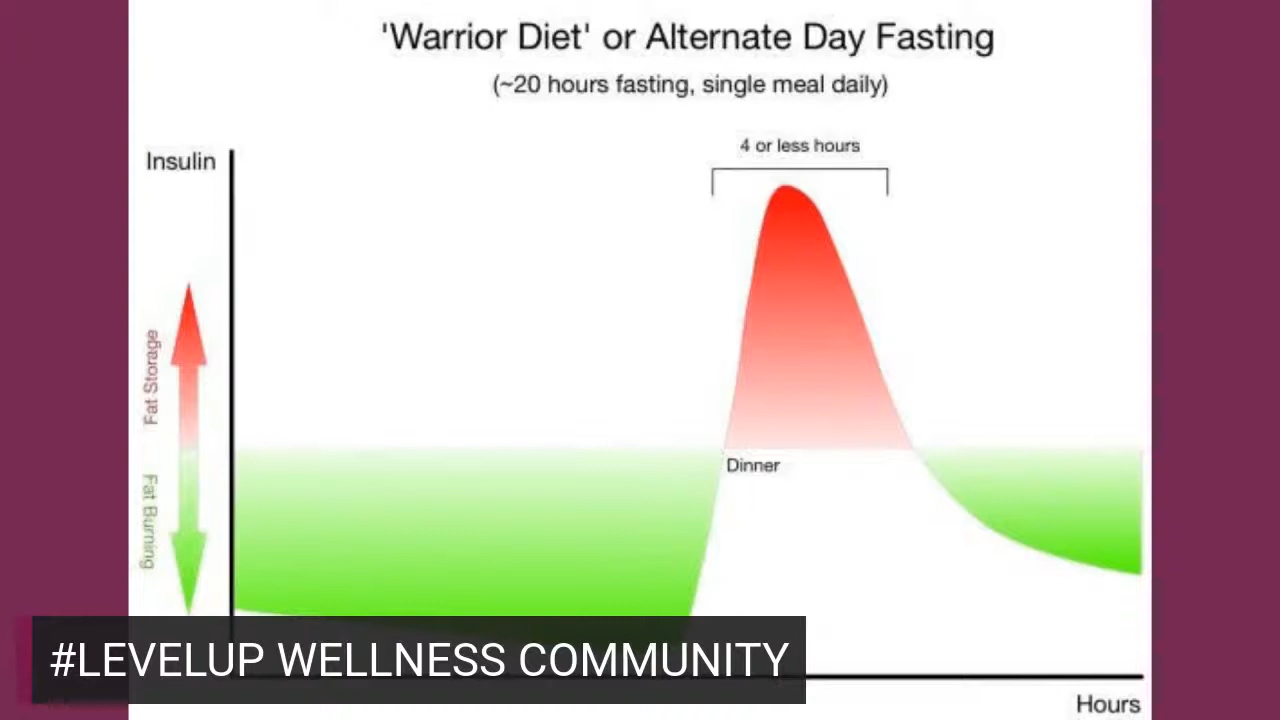 'Warrior Diet' or Alternate Day Fasting
(~20 hours fasting, single meal daily)
4 or less hours
Insulin
Fat Storage
Fat Burning
Dinner
#LEVELUP WELLNESS COMMUNITY
Hours